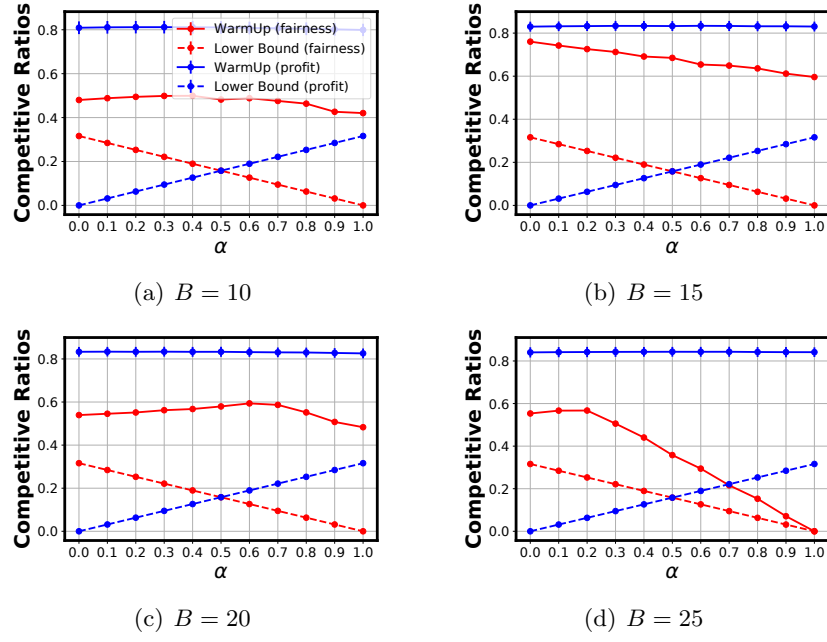 Competitive Ratios
0.8
0.6
0.4
0.2
0.0
WarmUp (fairness)
Lower Bound (fairness)
WarmUp (profit)
Lower Bound (profit)
0.0 0.1 0.2 0.3 0.4 0.5 0.6 0.7 0.8 0.9 1.0
α
(a) B = 10
Competitive Ratios
0.8
0.6
0.4
0.2
0.0
0.0 0.1 0.2 0.3 0.4 0.5 0.6 0.7 0.8 0.9 1.0
α
(b) B = 15
Competitive Ratios
0.8
0.6
0.4
0.2
0.0
0.0 0.1 0.2 0.3 0.4 0.5 0.6 0.7 0.8 0.9 1.0
α
(c) B = 20
Competitive Ratios
0.8
0.6
0.4
0.2
0.0
0.0 0.1 0.2 0.3 0.4 0.5 0.6 0.7 0.8 0.9 1.0
α
(d) B = 25